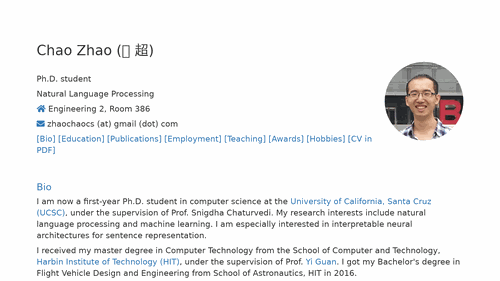 Chao Zhao (超)
Ph.D. student
Natural Language Processing
Engineering 2, Room 386
zhaochaocs (at) gmail (dot) com
[Bio] [Education] [Publications] [Employment] [Teaching] [Awards] [Hobbies] [CV in
PDF]
Bio
I am now a first-year Ph.D. student in computer science at the University of California, Santa Cruz
(UCSC), under the supervision of Prof. Snigdha Chaturvedi. My research interests include natural
language processing and machine learning. I am especially interested in interpretable neural
architectures for sentence representation.
I received my master degree in Computer Technology from the School of Computer and Technology,
Harbin Institute of Technology (HIT), under the supervision of Prof. Yi Guan. I got my Bachelor's degree in
Flight Vehicle Design and Engineering from School of Astronautics, HIT in 2016.